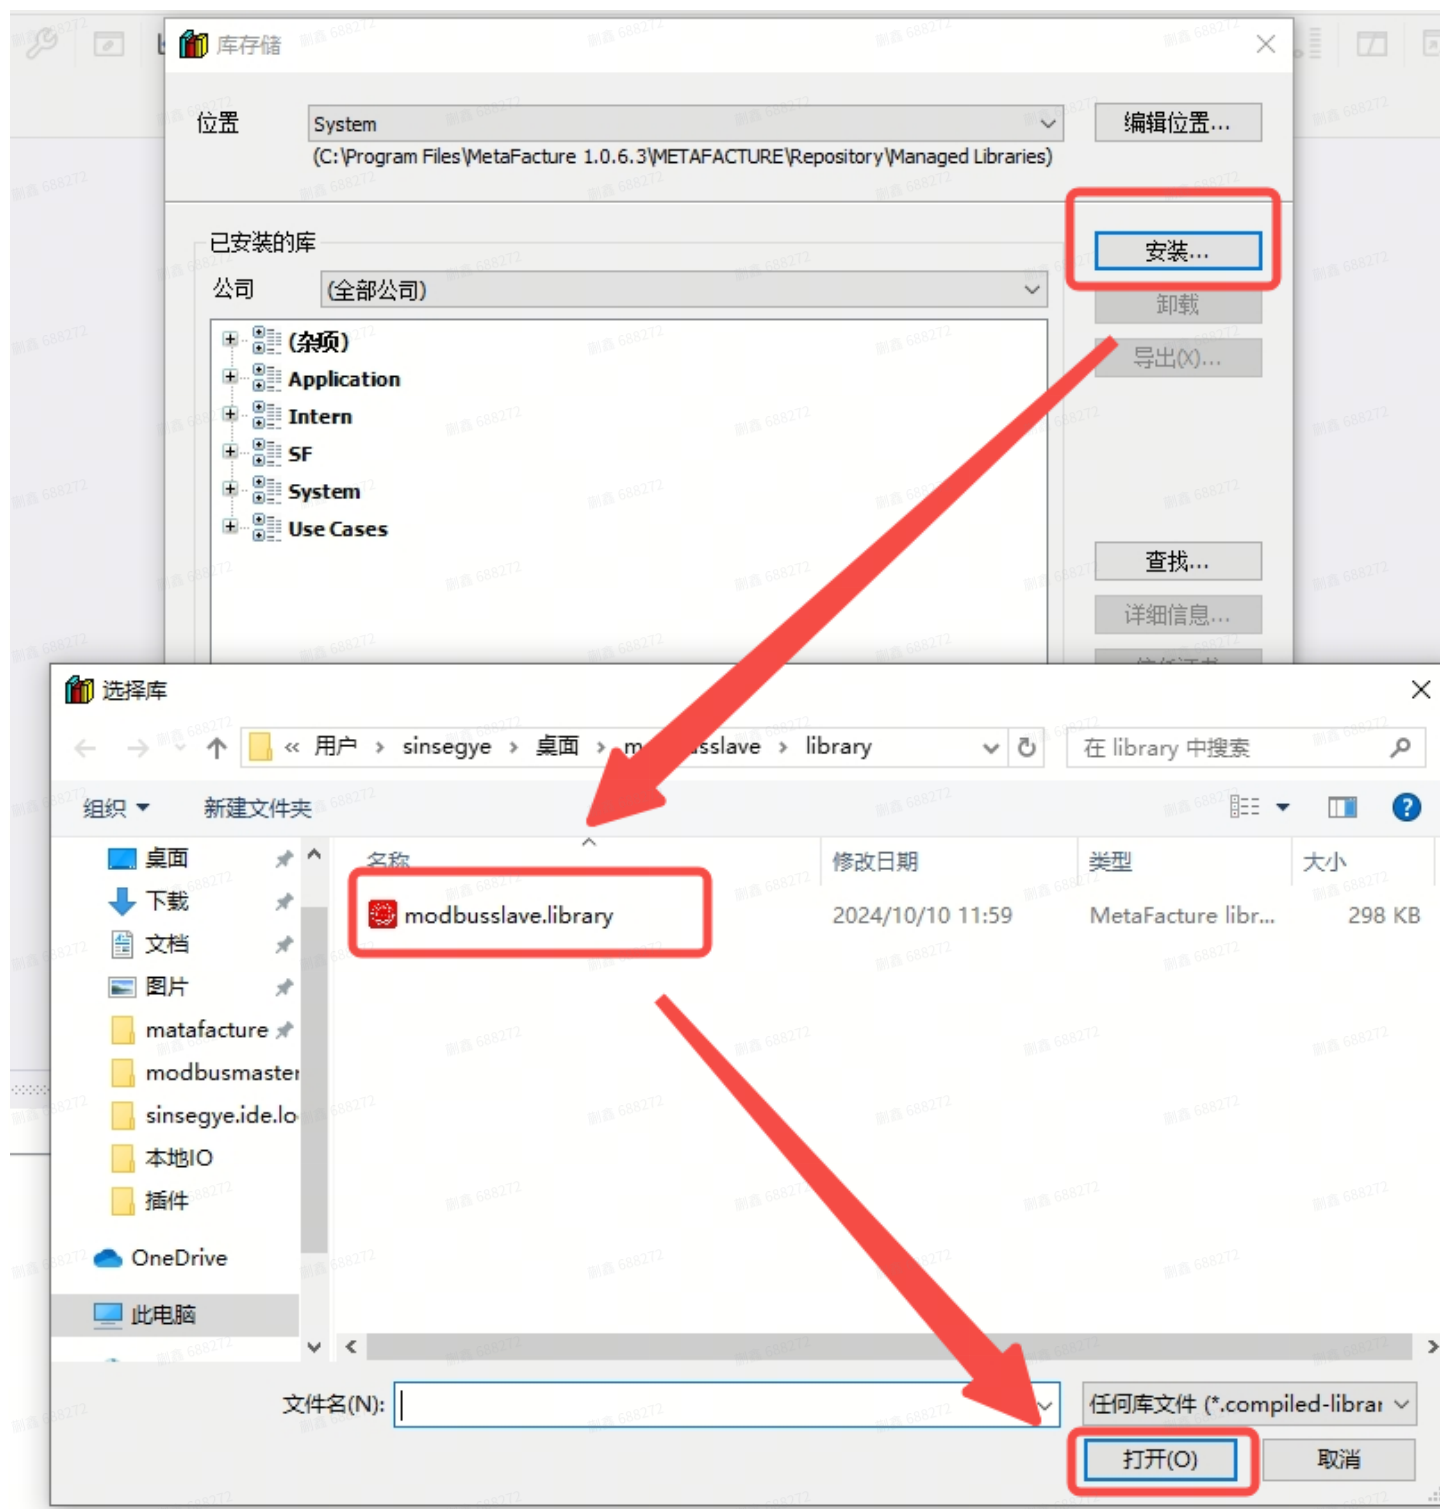 库存储
位置
System
编辑位置...
(C:\Program Files\MetaFacture 1.0.6.3\METAFACTURE\Repository\Managed Libraries)
已安装的库
安装...
公司
(全部公司)
卸载
(杂项)
导出(X)...
Application
Intern
SF
System
Use Cases
查找...
详细信息...
选择库
« 用户 › sinsegye › 桌面 › › library
在 library 中搜索
组织
新建文件夹
桌面
名称
修改日期
类型
大小
下载
modbusslave.library
2024/10/10 11:59
MetaFacture libr...
298 KB
文档
图片
matafacture
modbusmaster
sinsegye.ide.lo
本地IO
插件
OneDrive
此电脑
文件名(N):
任何库文件 (*.compiled-librar
打开(O)
取消